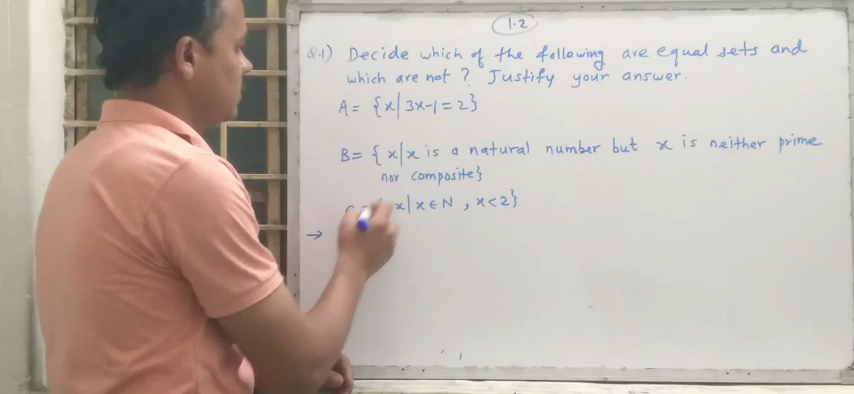 1.2
Q.1) Decide which of the following are equal sets and
which are not ? Justify your answer.
A = {x | 3x-1 = 2}
B = { x | x is a natural number but x is neither prime
nor composite}
x | x ∈ N , x < 2}
→